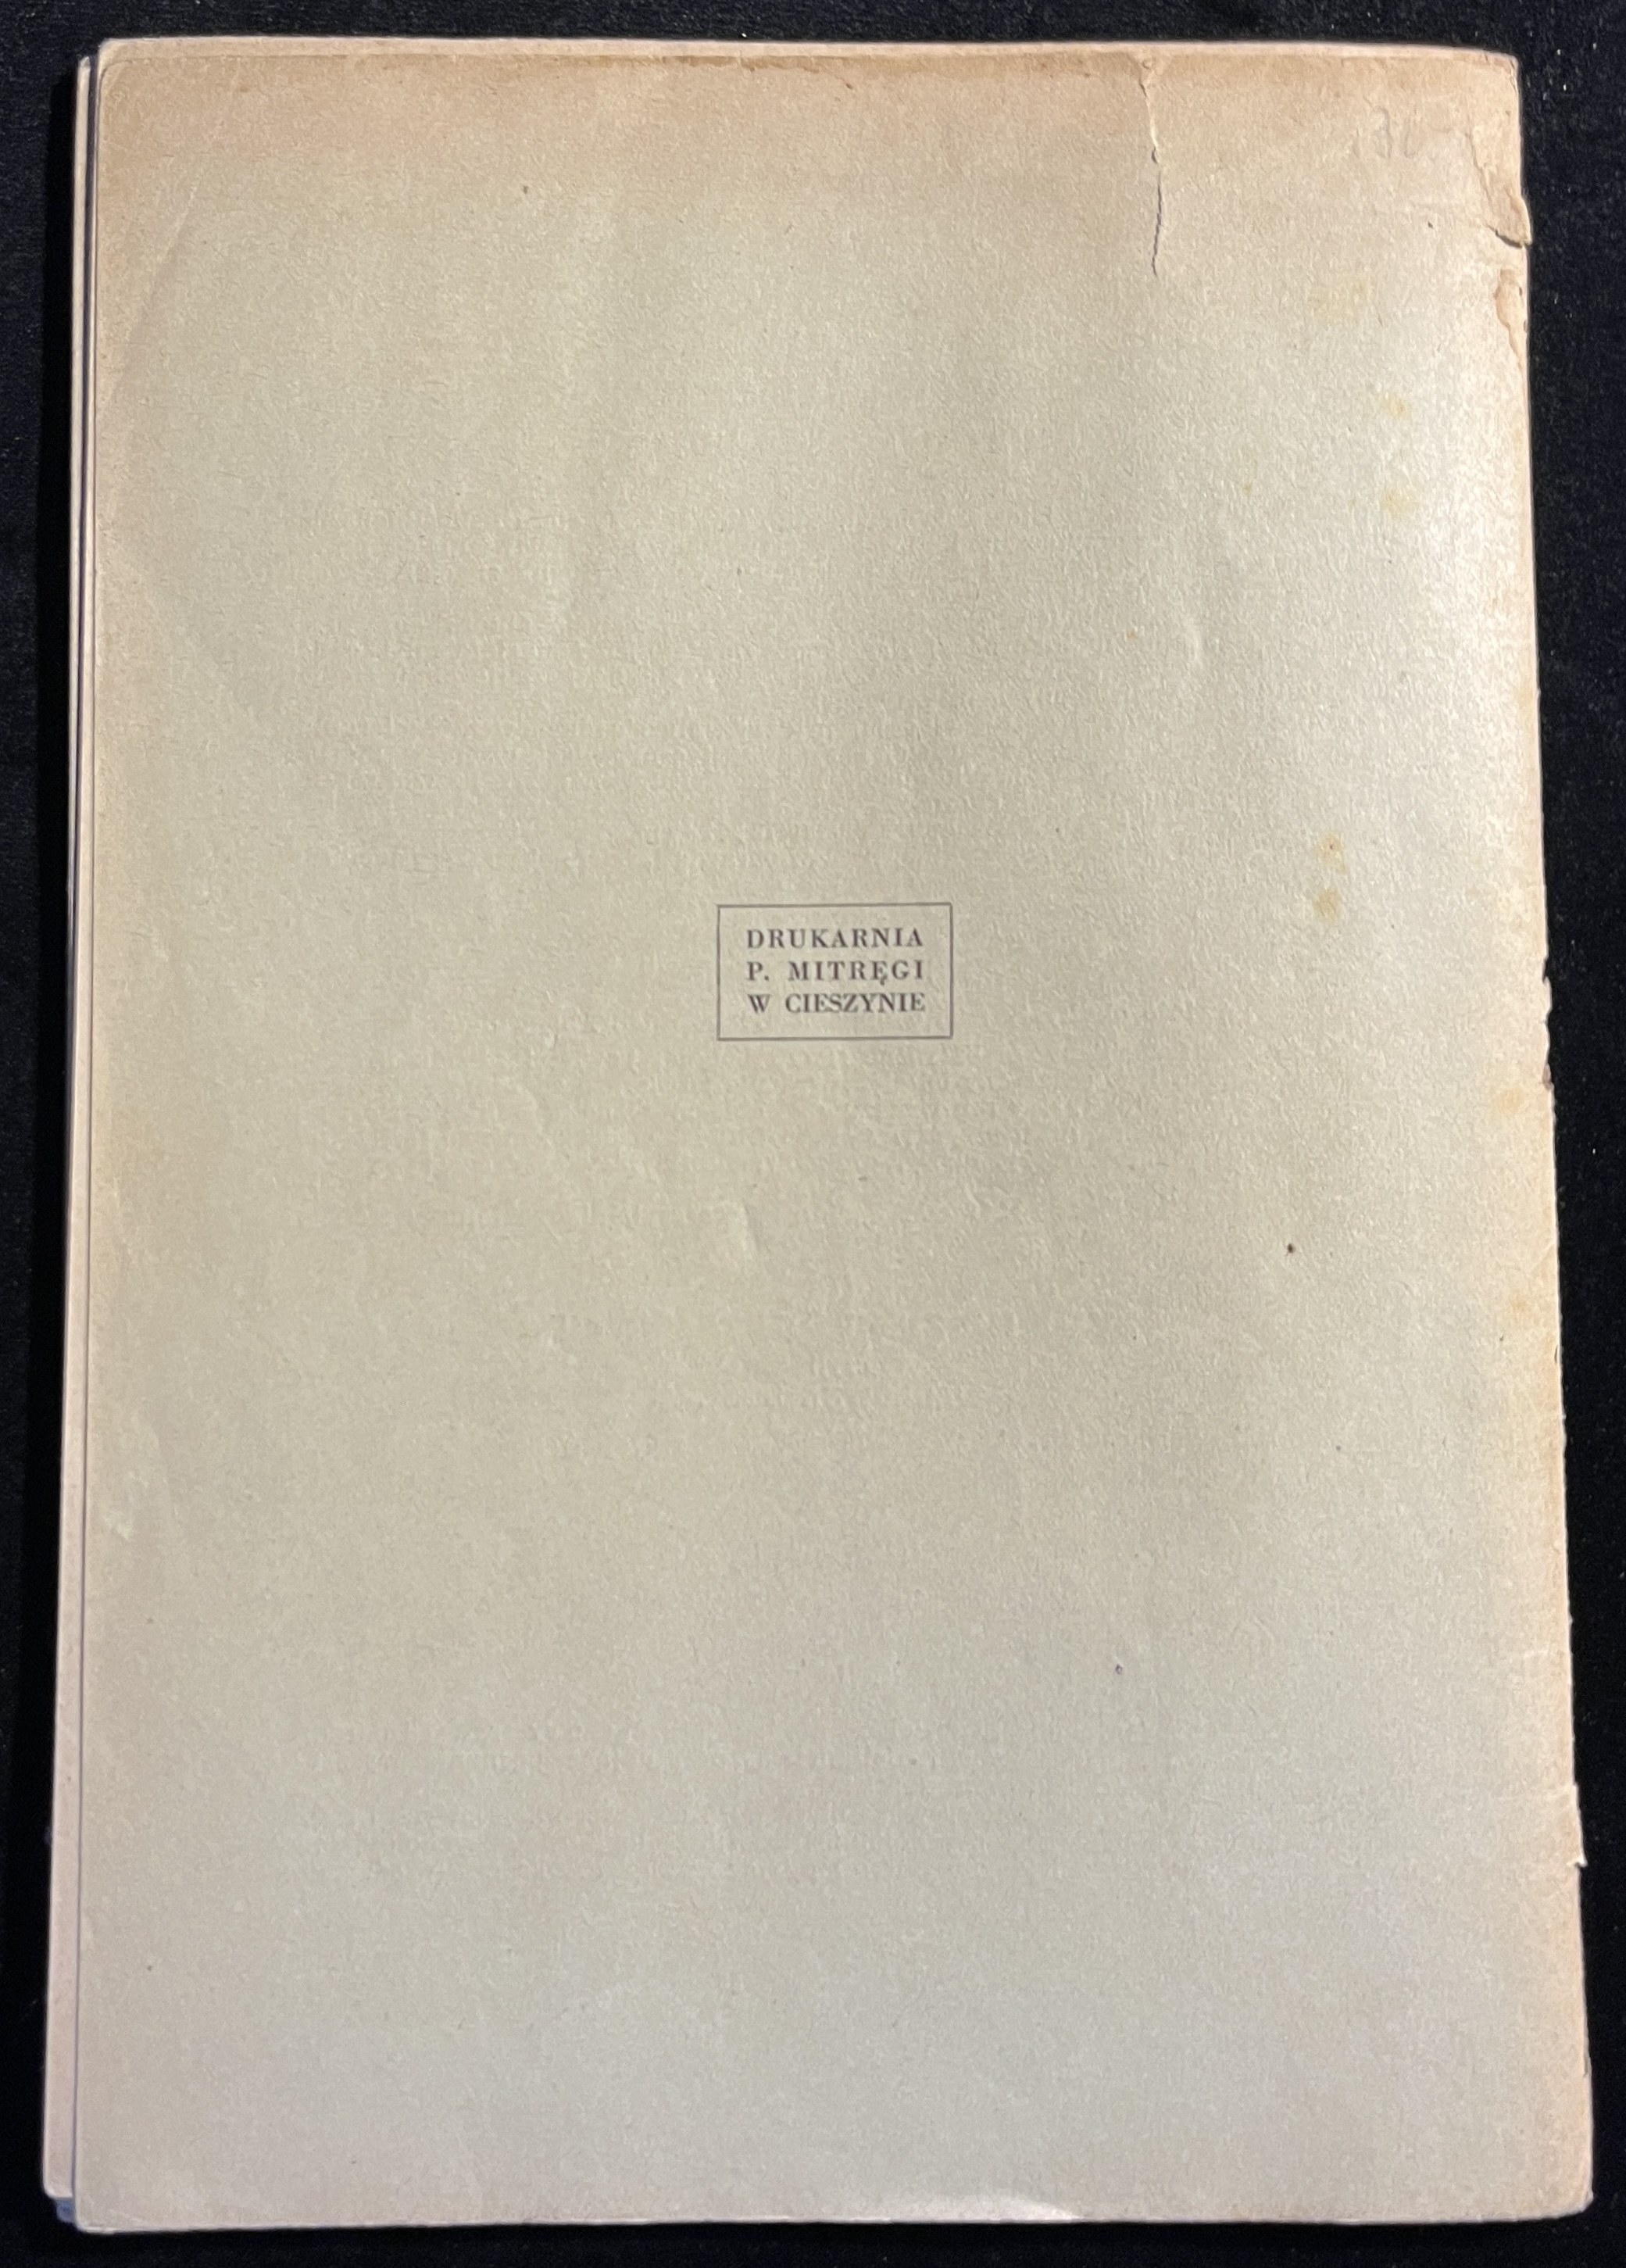 DRUKARNIA
P. MITRĘGI
W CIESZYNIE